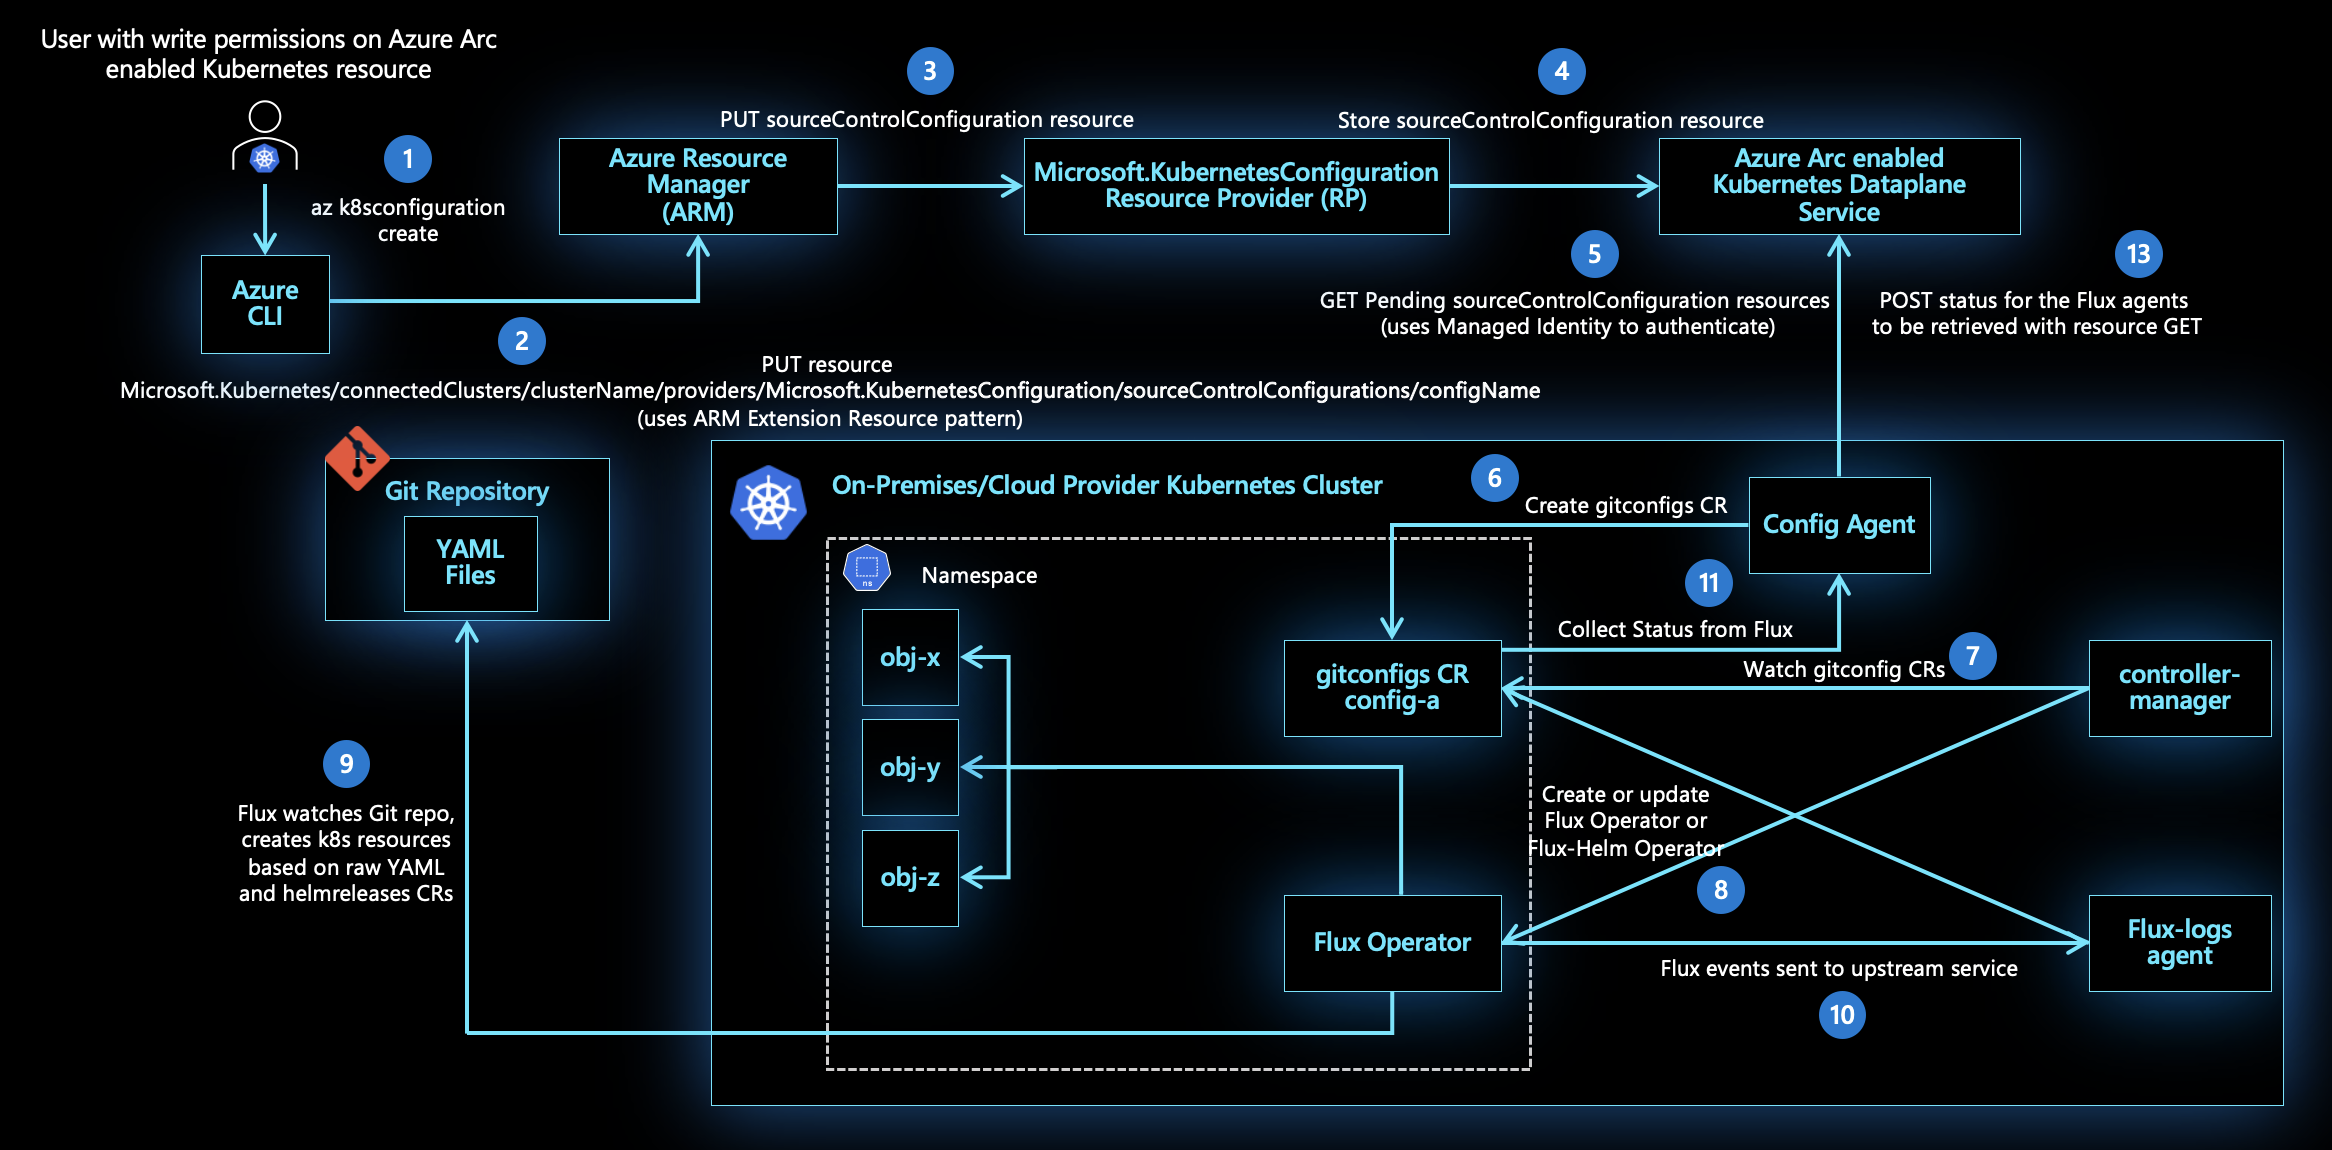 User with write permissions on Azure Arc
enabled Kubernetes resource
1
az k8sconfiguration
create
Azure
CLI
2
PUT resource
Microsoft.Kubernetes/connectedClusters/clusterName/providers/Microsoft.KubernetesConfiguration/sourceControlConfigurations/configName
(uses ARM Extension Resource pattern)
Azure Resource
Manager
(ARM)
3
PUT sourceControlConfiguration resource
Microsoft.KubernetesConfiguration
Resource Provider (RP)
4
Store sourceControlConfiguration resource
Azure Arc enabled
Kubernetes Dataplane
Service
5
GET Pending sourceControlConfiguration resources
(uses Managed Identity to authenticate)
13
POST status for the Flux agents
to be retrieved with resource GET
Git Repository
YAML
Files
On-Premises/Cloud Provider Kubernetes Cluster
6
Create gitconfigs CR
Config Agent
ns
Namespace
obj-x
obj-y
obj-z
gitconfigs CR
config-a
11
Collect Status from Flux
7
Watch gitconfig CRs
controller-
manager
9
Flux watches Git repo,
creates k8s resources
based on raw YAML
and helmreleases CRs
Create or update
Flux Operator or
Flux-Helm Operator
8
Flux Operator
Flux-logs
agent
Flux events sent to upstream service
10